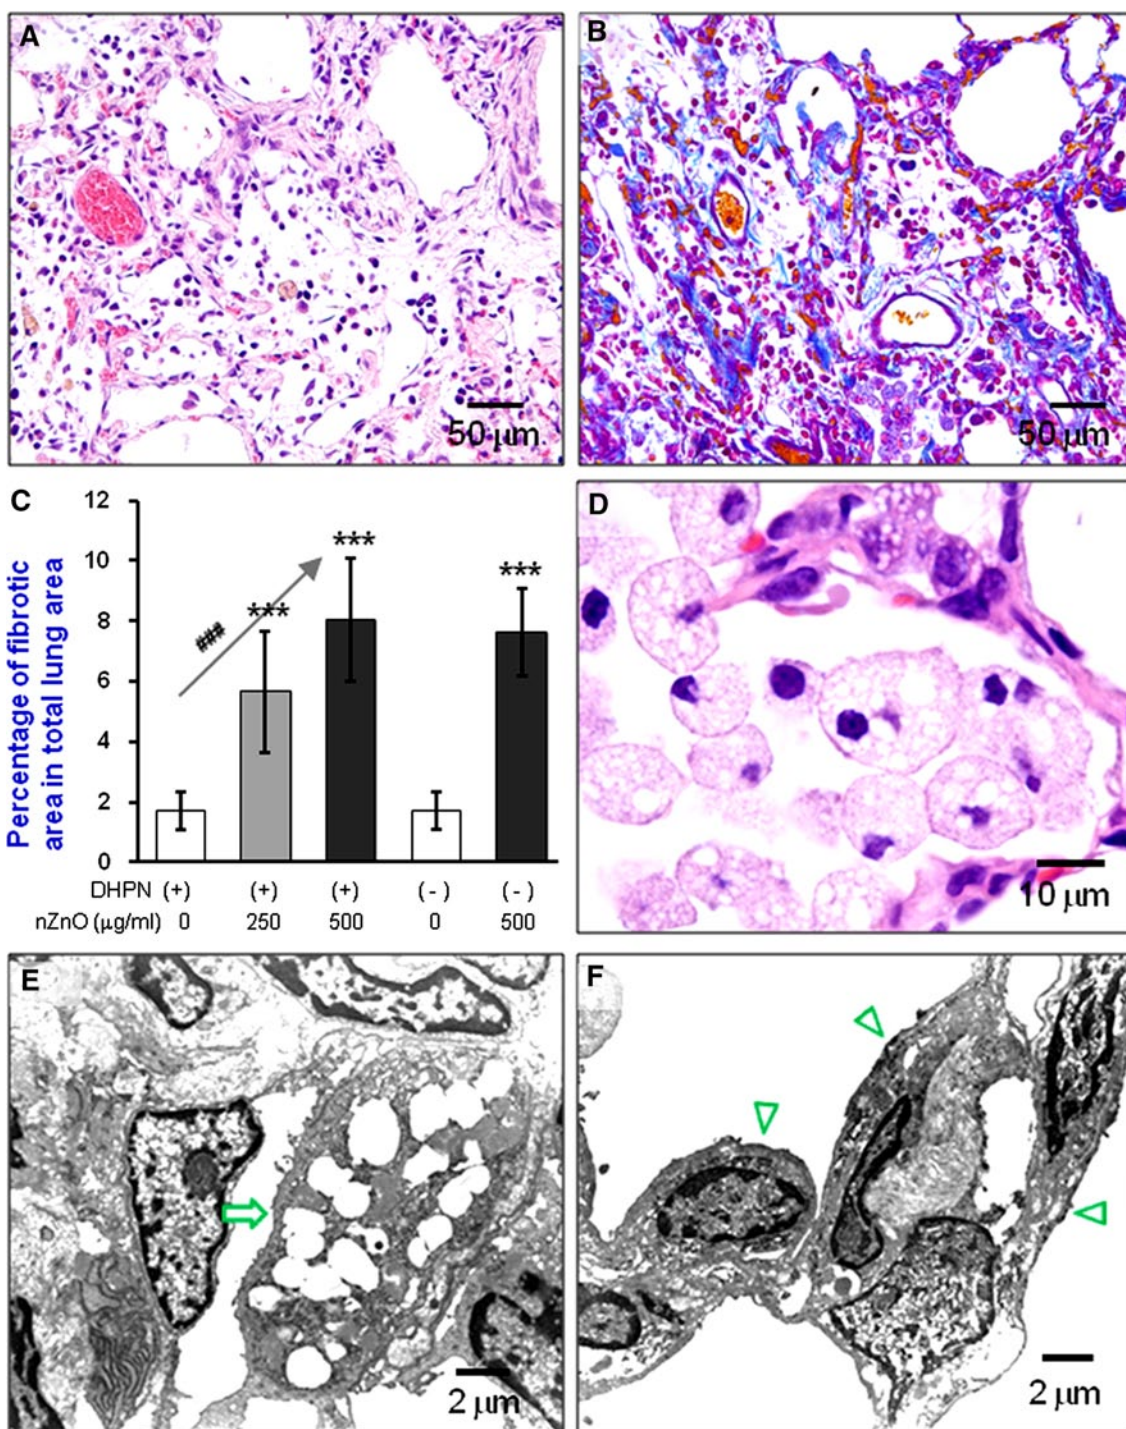 A
B
50 μm
50 μm
C
D
Percentage of fibrotic
area in total lung area
12
10
8
6
4
2
0
###
***
***
***
DHPN (+) (+) (+) (-) (-)
nZnO (μg/ml) 0 250 500 0 500
10 μm
E
F
2 μm
2 μm